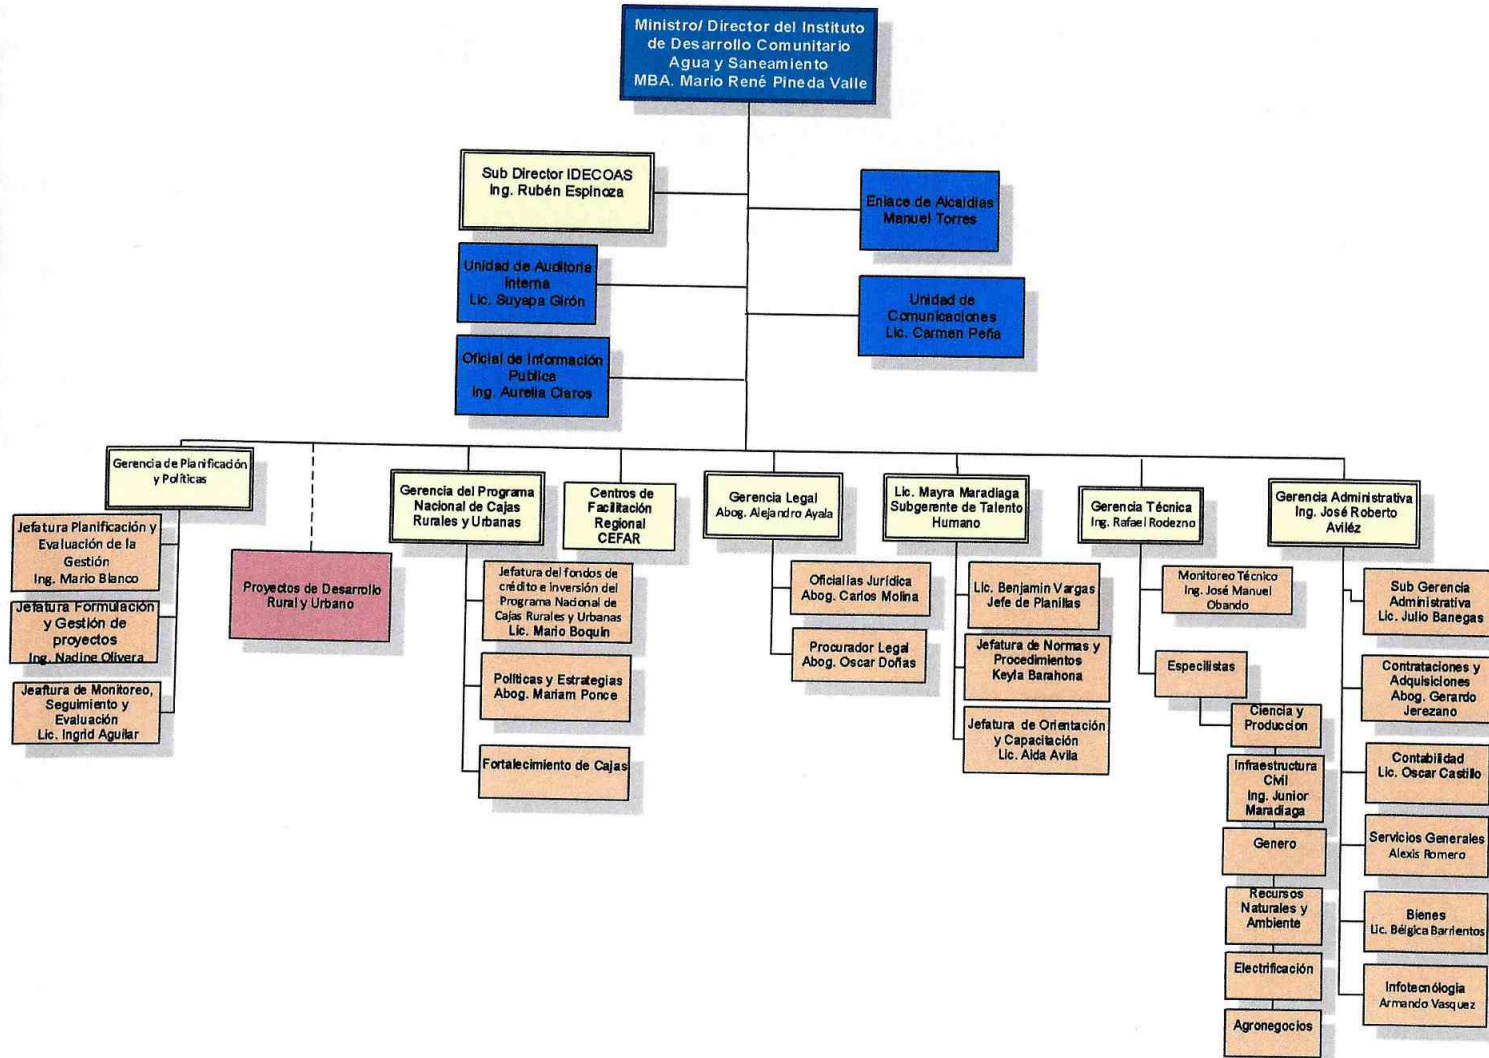 Ministro/ Director del Instituto
de Desarrollo Comunitario
Agua y Saneamiento
MBA. Mario René Pineda Valle
Sub Director IDECOAS
Ing. Rubén Espinoza
Enlace de Alcaldías
Manuel Torres
Unidad de Auditoria
Interna
Lic. Suyapa Girón
Unidad de
Comunicaciones
Lic. Carmen Peña
Oficial de Información
Publica
Ing. Aurelia Claros
Gerencia de Planificación
y Políticas
Jefatura Planificación y
Evaluación de la
Gestión
Ing. Mario Blanco
Jefatura Formulación
y Gestión de
proyectos
Ing. Nadine Olivera
Jeaftura de Monitoreo,
Seguimiento y
Evaluación
Lic. Ingrid Aguilar
Proyectos de Desarrollo
Rural y Urbano
Gerencia del Programa
Nacional de Cajas
Rurales y Urbanas
Jefatura del fondos de
crédito e inversión del
Programa Nacional de
Cajas Rurales y Urbanas
Lic. Mario Boquin
Políticas y Estrategias
Abog. Mariam Ponce
Fortalecimiento de Cajas
Centros de
Facilitación
Regional
CEFAR
Gerencia Legal
Abog. Alejandro Ayala
Oficialías Jurídica
Abog. Carlos Molina
Procurador Legal
Abog. Oscar Doñas
Lic. Mayra Maradiaga
Subgerente de Talento
Humano
Lic. Benjamin Vargas
Jefe de Planillas
Jefatura de Normas y
Procedimientos
Keyla Barahona
Jefatura de Orientación
y Capacitación
Lic. Aida Avila
Gerencia Técnica
Ing. Rafael Rodezno
Monitoreo Técnico
Ing. José Manuel
Obando
Especilistas
Ciencia y
Produccion
Infraestructura
Civil
Ing. Junior
Maradiaga
Genero
Recursos
Naturales y
Ambiente
Electrificación
Agronegocios
Gerencia Administrativa
Ing. José Roberto
Aviléz
Sub Gerencia
Administrativa
Lic. Julio Banegas
Contrataciones y
Adquisiciones
Abog. Gerardo
Jerezano
Contabilidad
Lic. Oscar Castillo
Servicios Generales
Alexis Romero
Bienes
Lic. Bélgica Barrientos
Infotecnólogia
Armando Vasquez